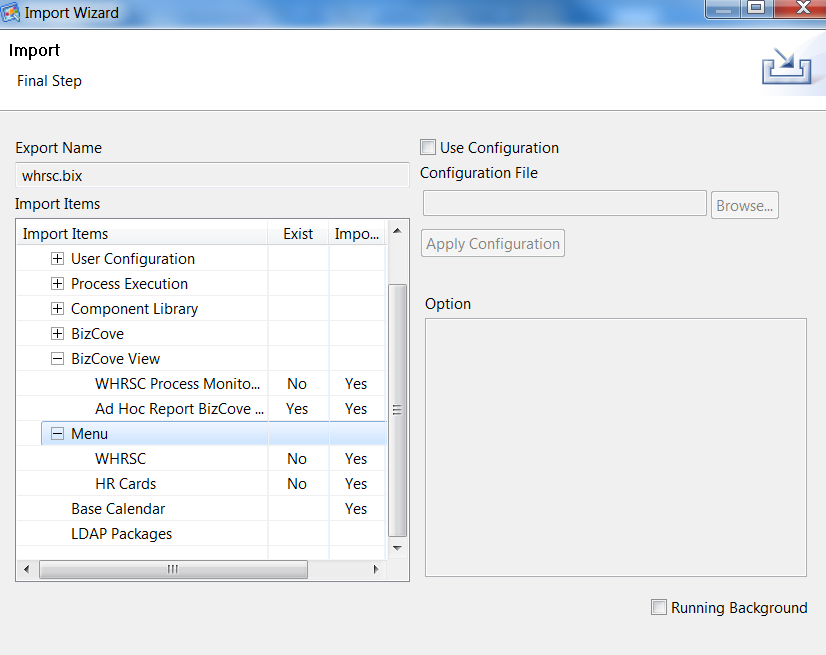 Import Wizard
Import
Final Step
Export Name
whrsc.bix
Import Items
Import Items Exist Impo...
User Configuration
Process Execution
Component Library
BizCove
BizCove View
WHRSC Process Monito... No Yes
Ad Hoc Report BizCove ... Yes Yes
Menu
WHRSC No Yes
HR Cards No Yes
Base Calendar Yes
LDAP Packages
Use Configuration
Configuration File
Browse...
Apply Configuration
Option
Running Background